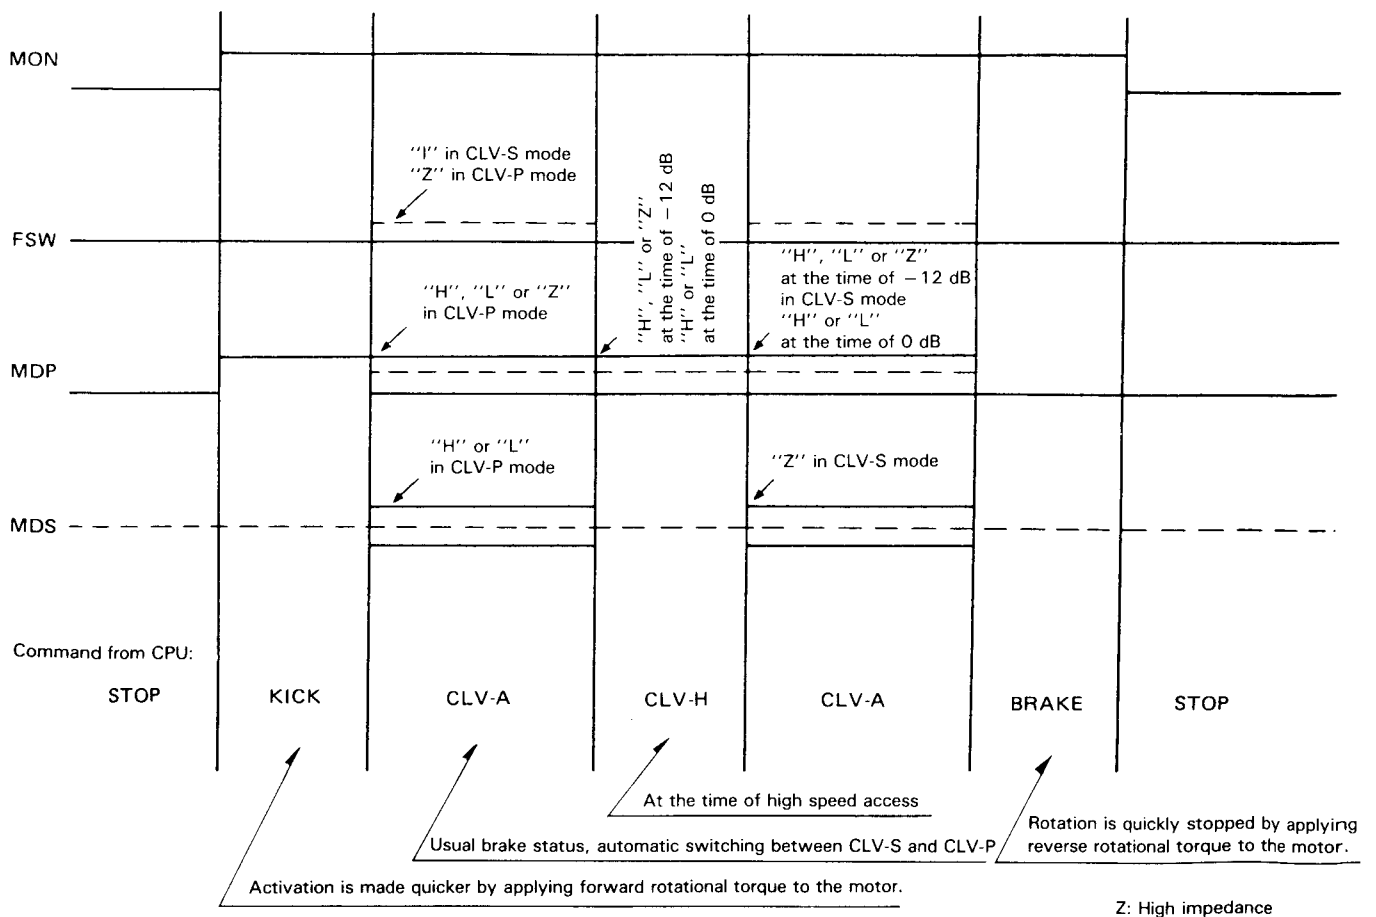 MON
"I" in CLV-S mode
"Z" in CLV-P mode
FSW
"H", "L" or "Z"
at the time of −12 dB
"H" or "L"
at the time of 0 dB
"H", "L" or "Z"
in CLV-P mode
"H", "L" or "Z"
at the time of −12 dB
in CLV-S mode
"H" or "L"
at the time of 0 dB
MDP
"H" or "L"
in CLV-P mode
"Z" in CLV-S mode
MDS
Command from CPU:
STOP KICK CLV-A CLV-H CLV-A BRAKE STOP
At the time of high speed access
Usual brake status, automatic switching between CLV-S and CLV-P
Rotation is quickly stopped by applying
reverse rotational torque to the motor.
Activation is made quicker by applying forward rotational torque to the motor.
Z: High impedance